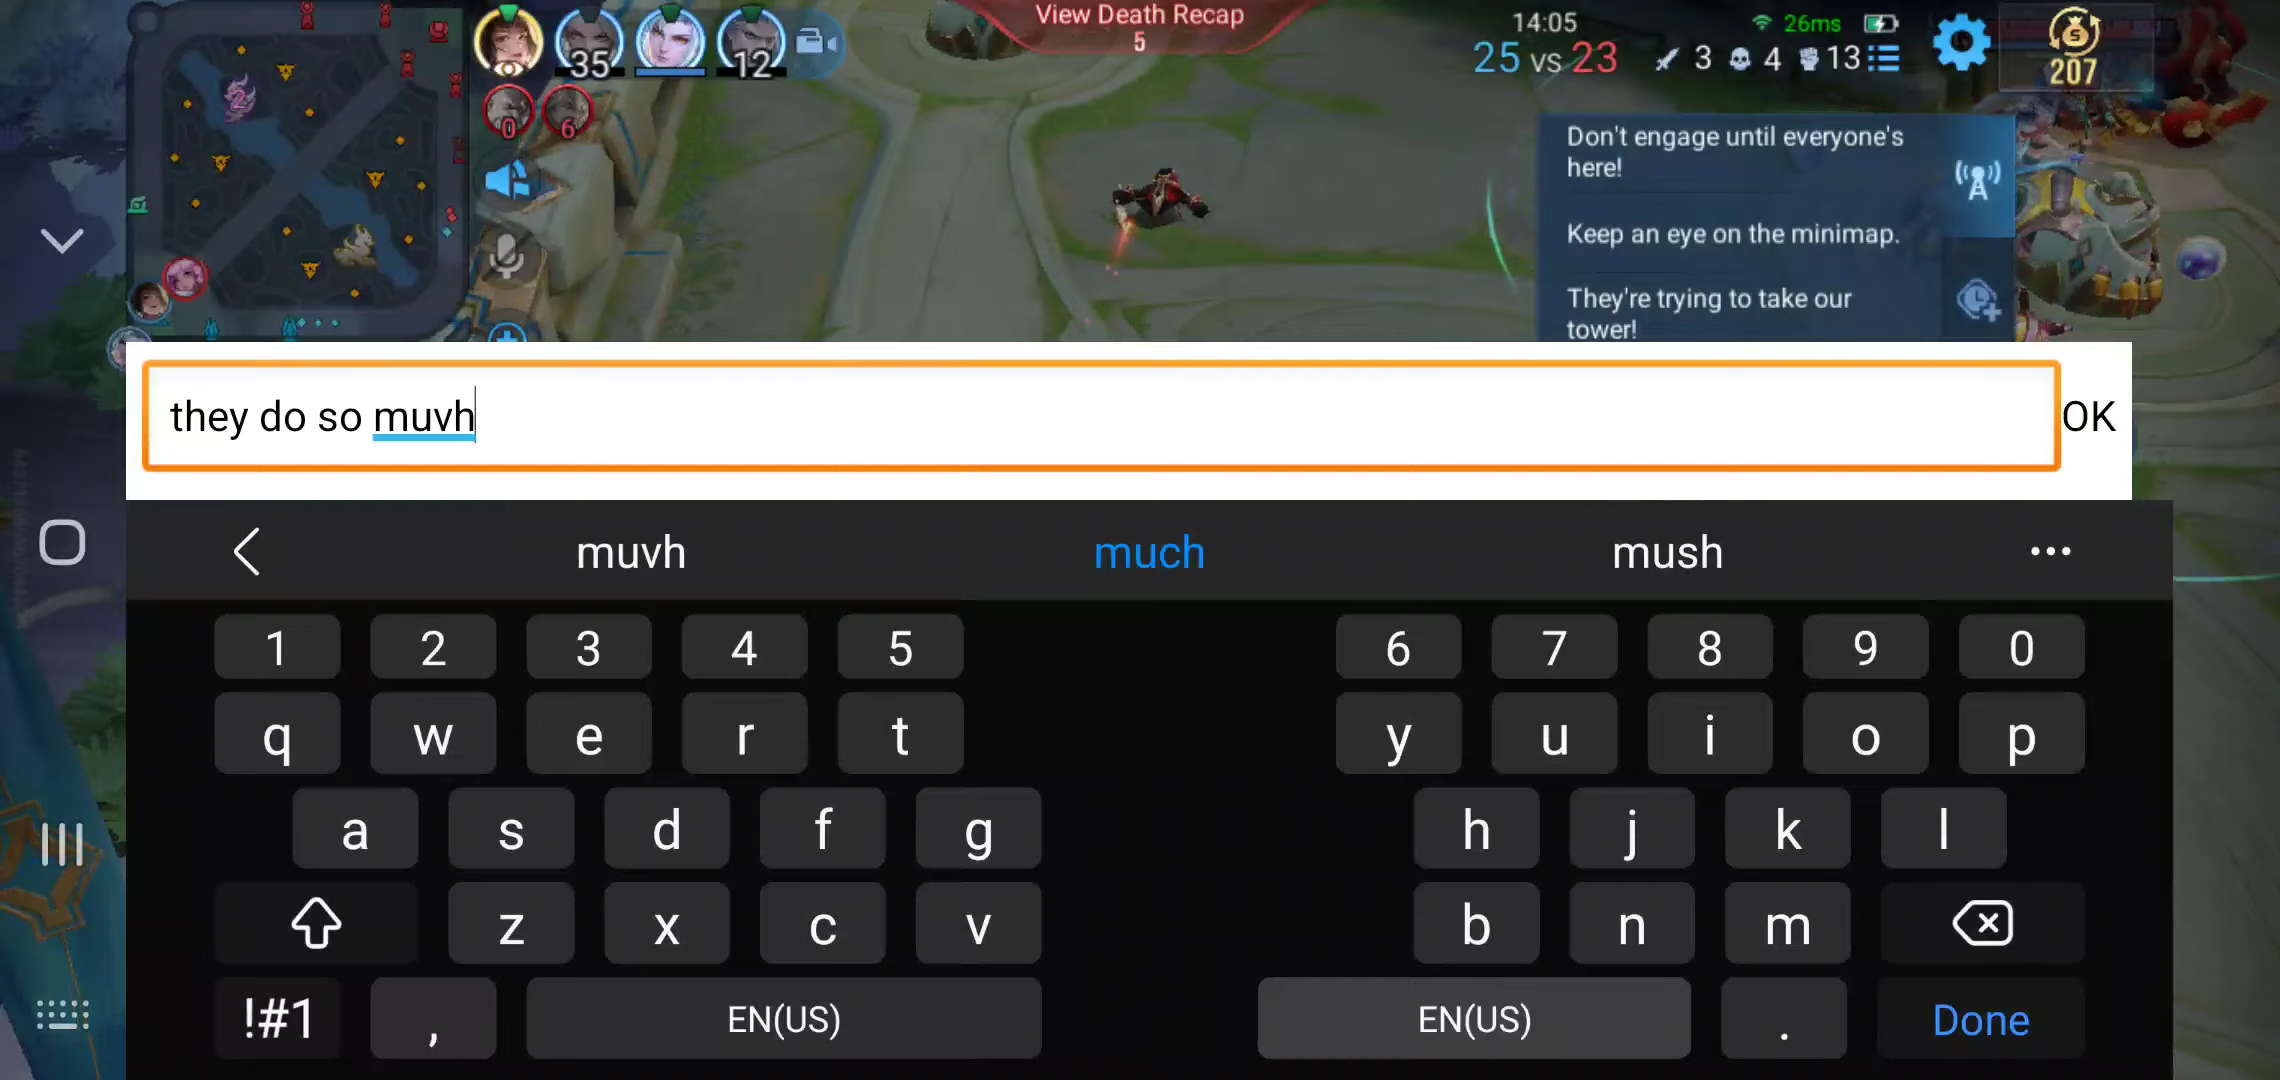 View Death Recap
5
14:05
26ms
25 vs 23
3
4
13
207
35
12
0
6
2
Don't engage until everyone's
here!
Keep an eye on the minimap.
They're trying to take our
tower!
they do so muvh
OK
muvh
much
mush
1 2 3 4 5 6 7 8 9 0
q w e r t y u i o p
a s d f g h j k l
z x c v b n m
!#1 , EN(US) EN(US) . Done